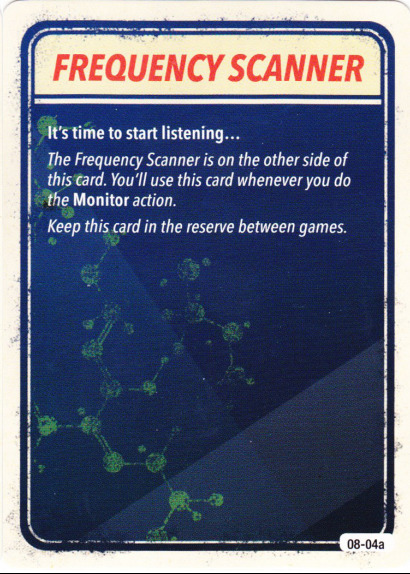 FREQUENCY SCANNER
It's time to start listening...
The Frequency Scanner is on the other side of
this card. You'll use this card whenever you do
the Monitor action.
Keep this card in the reserve between games.
08-04a